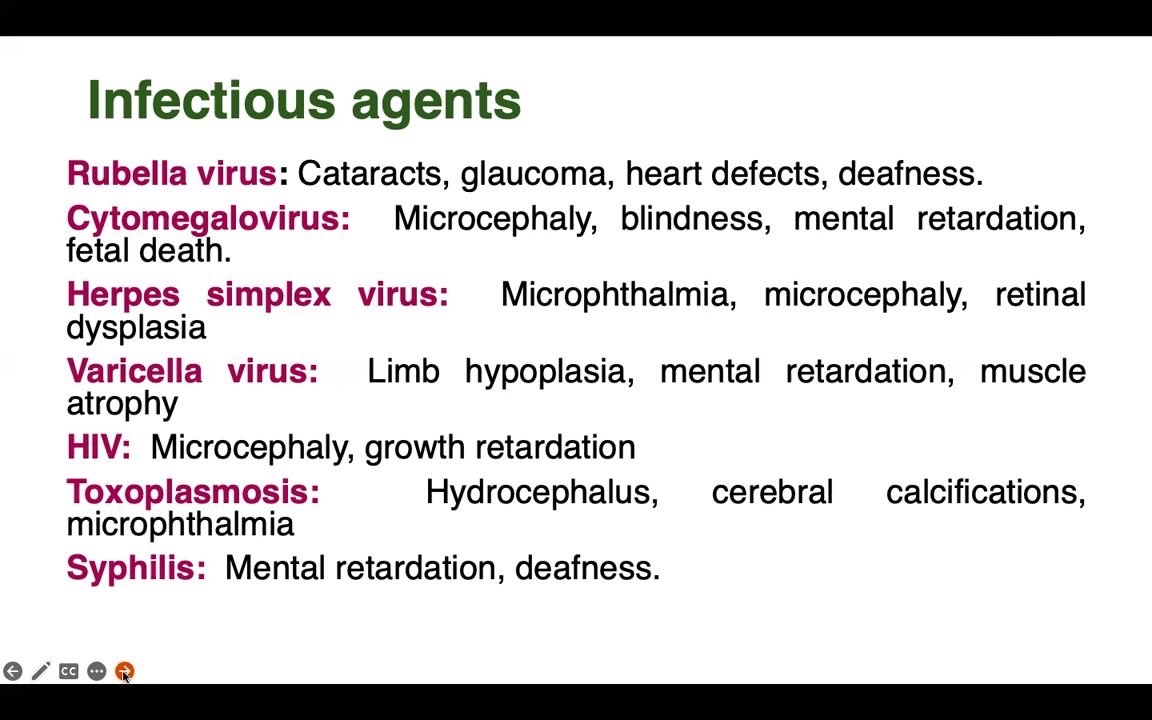 Infectious agents
Rubella virus: Cataracts, glaucoma, heart defects, deafness.
Cytomegalovirus: Microcephaly, blindness, mental retardation,
fetal death.
Herpes simplex virus: Microphthalmia, microcephaly, retinal
dysplasia
Varicella virus: Limb hypoplasia, mental retardation, muscle
atrophy
HIV: Microcephaly, growth retardation
Toxoplasmosis: Hydrocephalus, cerebral calcifications,
microphthalmia
Syphilis: Mental retardation, deafness.
CC